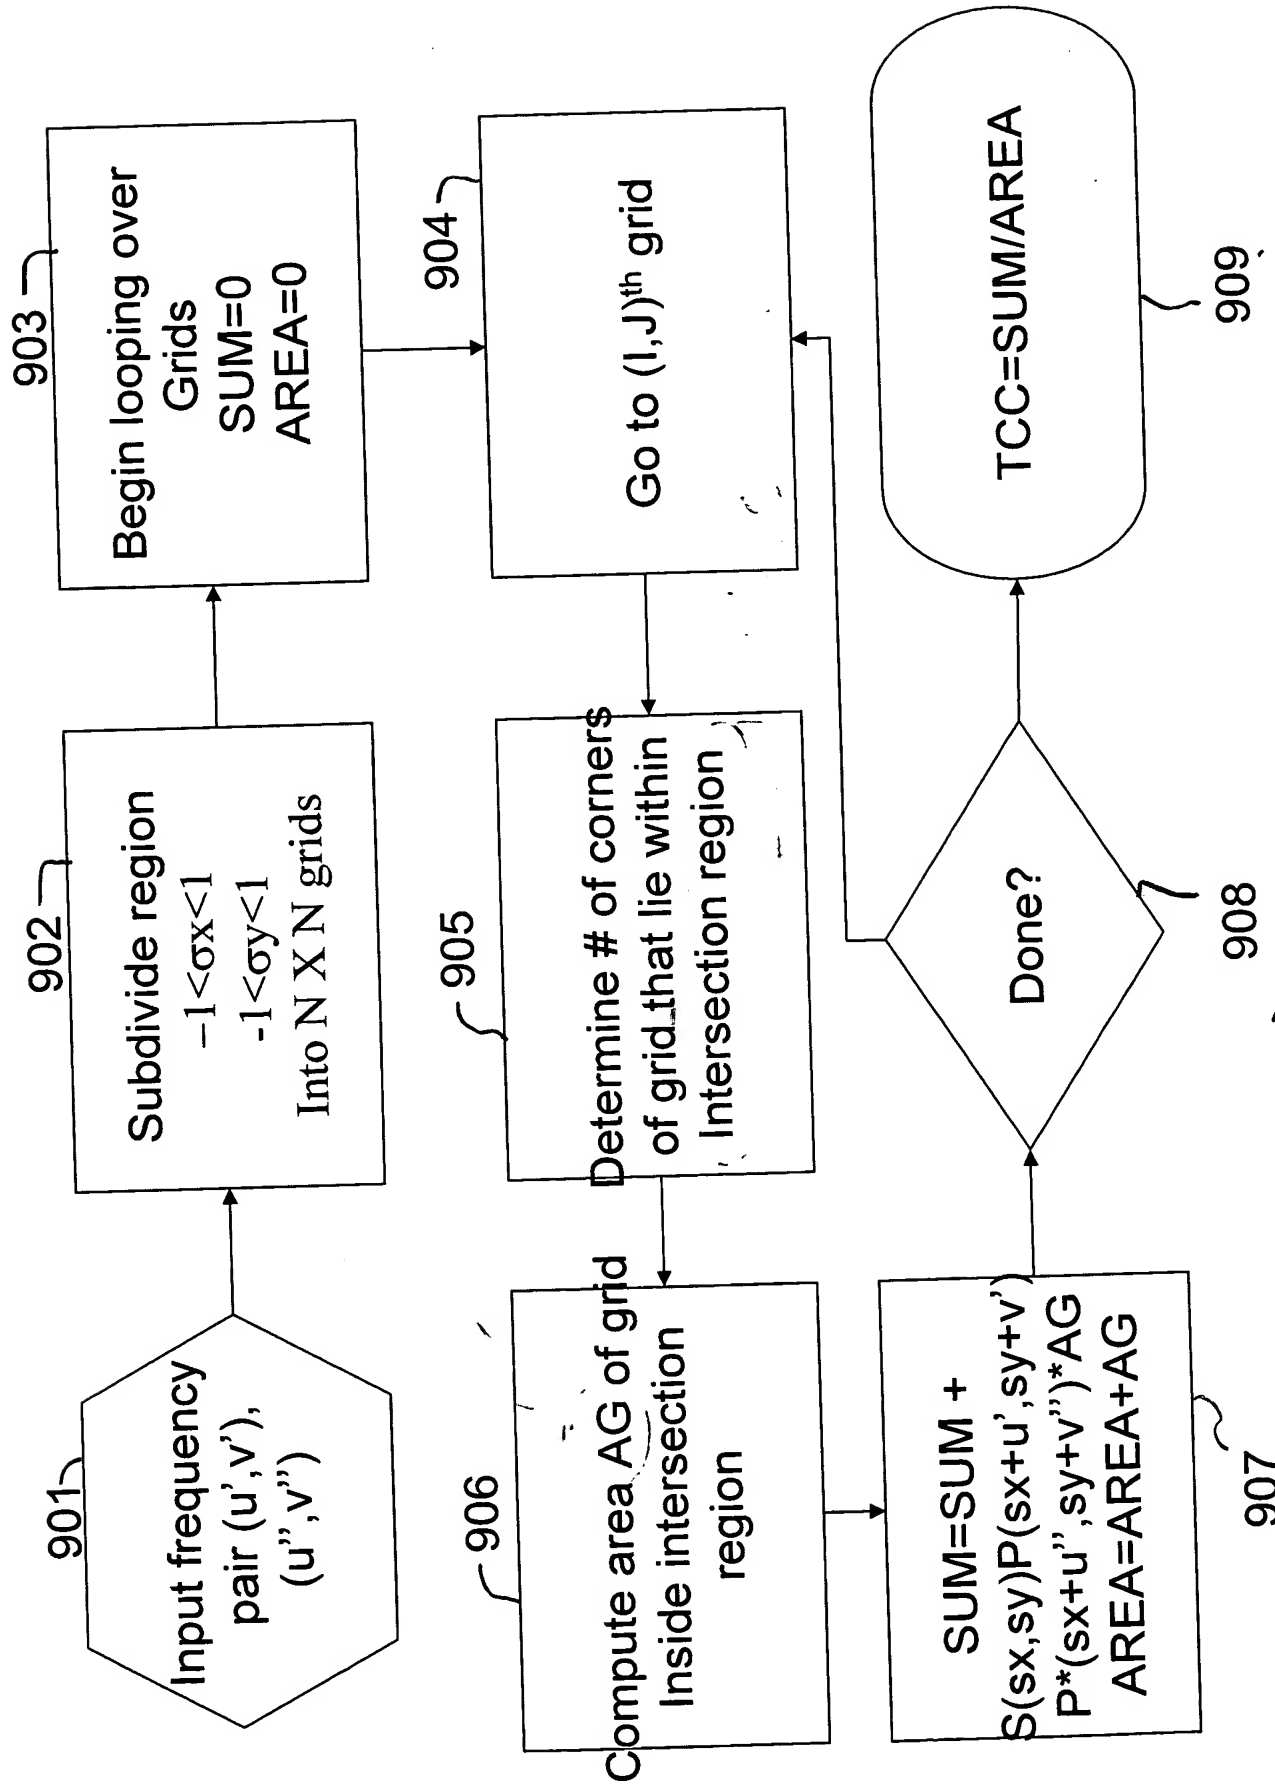 901
Input frequency
pair (u',v'),
(u'',v'')
902
Subdivide region
−1<σx<1
-1<σy<1
Into N X N grids
903
Begin looping over
Grids
SUM=0
AREA=0
904
Go to (I,J)th grid
905
Determine # of corners
of grid that lie within
Intersection region
906
Compute area AG of grid
Inside intersection
region
907
SUM=SUM +
S(sx,sy)P(sx+u',sy+v')
P*(sx+u'',sy+v'')*AG
AREA=AREA+AG
908
Done?
909
TCC=SUM/AREA